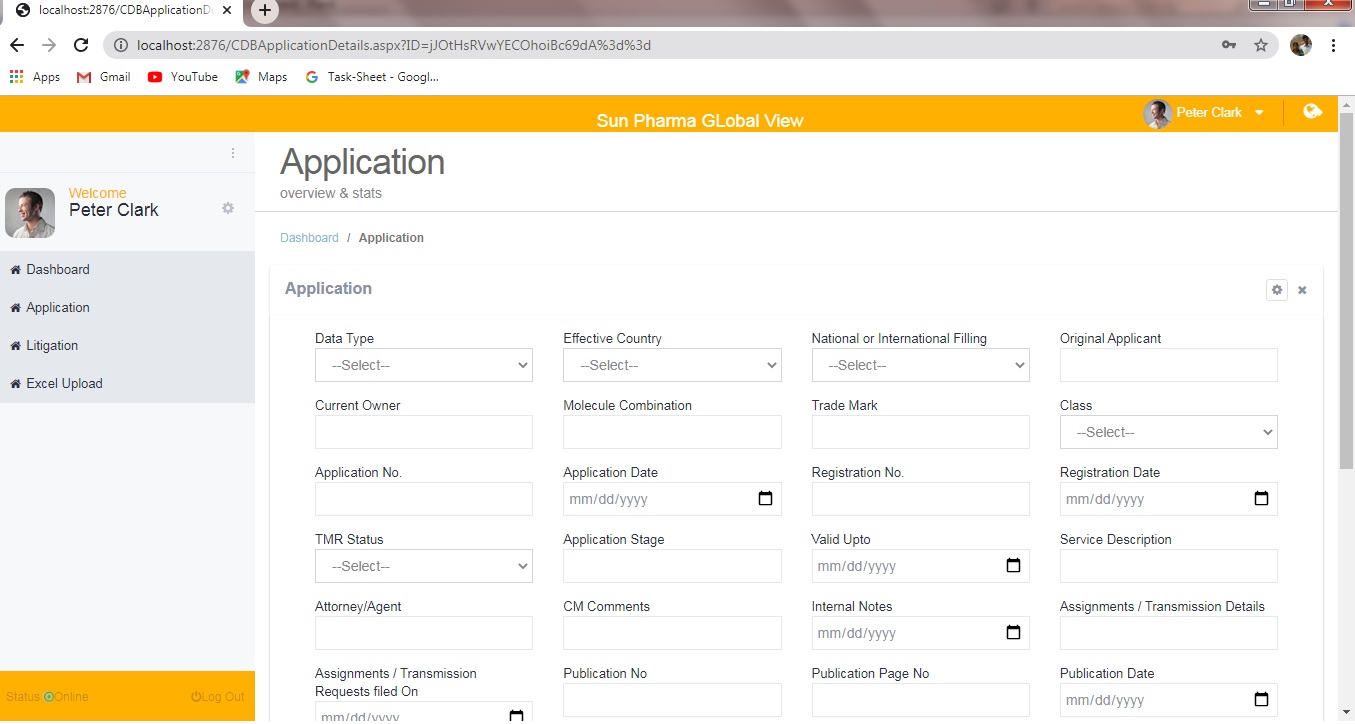 localhost:2876/CDBApplicationDe
localhost:2876/CDBApplicationDetails.aspx?ID=jJOtHsRVwYECOhoiBc69dA%3d%3d
Apps Gmail YouTube Maps Task-Sheet - Googl...
Sun Pharma GLobal View
Peter Clark
Application
overview & stats
Welcome
Peter Clark
Dashboard / Application
Dashboard
Application
Litigation
Excel Upload
Application
Data Type Effective Country National or International Filling Original Applicant
--Select-- --Select-- --Select--
Current Owner Molecule Combination Trade Mark Class
--Select--
Application No. Application Date Registration No. Registration Date
mm/dd/yyyy mm/dd/yyyy
TMR Status Application Stage Valid Upto Service Description
--Select-- mm/dd/yyyy
Attorney/Agent CM Comments Internal Notes Assignments / Transmission Details
mm/dd/yyyy
Assignments / Transmission Requests filed On Publication No Publication Page No Publication Date
mm/dd/yyyy mm/dd/yyyy
Status Online Log Out